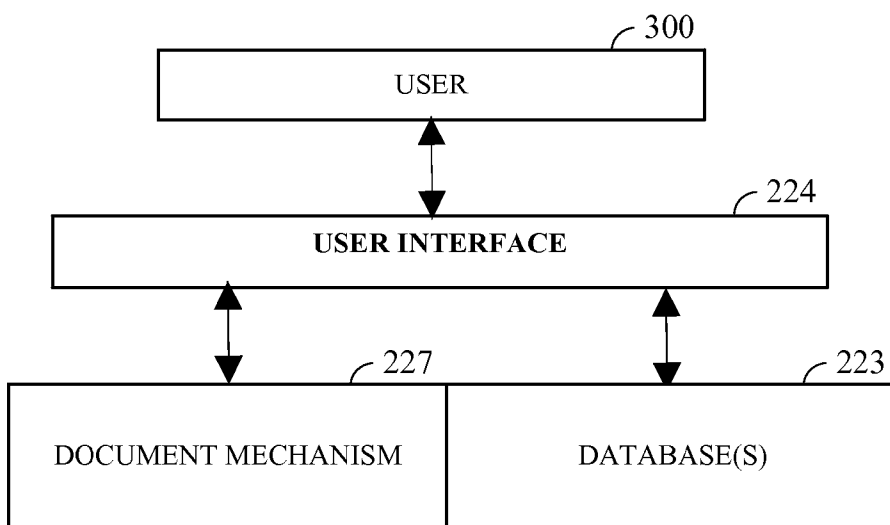 300
USER
224
USER INTERFACE
227
223
DOCUMENT MECHANISM
DATABASE(S)